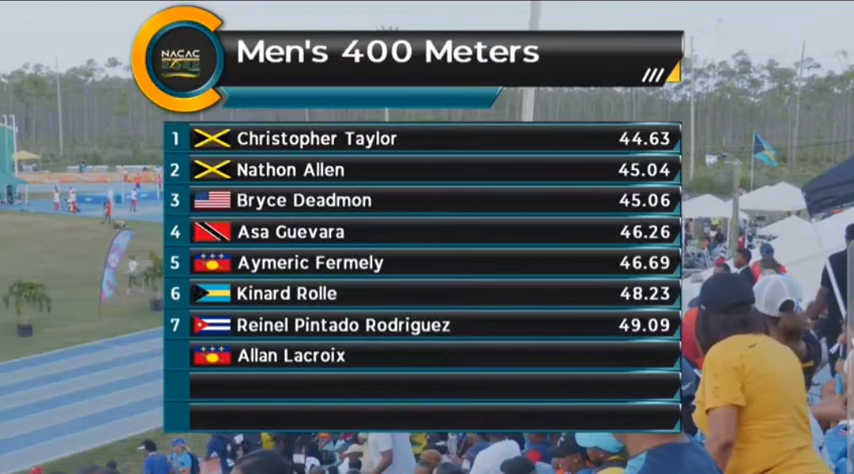 NACAC
Men's 400 Meters
1 Christopher Taylor 44.63
2 Nathon Allen 45.04
3 Bryce Deadmon 45.06
4 Asa Guevara 46.26
5 Aymeric Fermely 46.69
6 Kinard Rolle 48.23
7 Reinel Pintado Rodriguez 49.09
Allan Lacroix